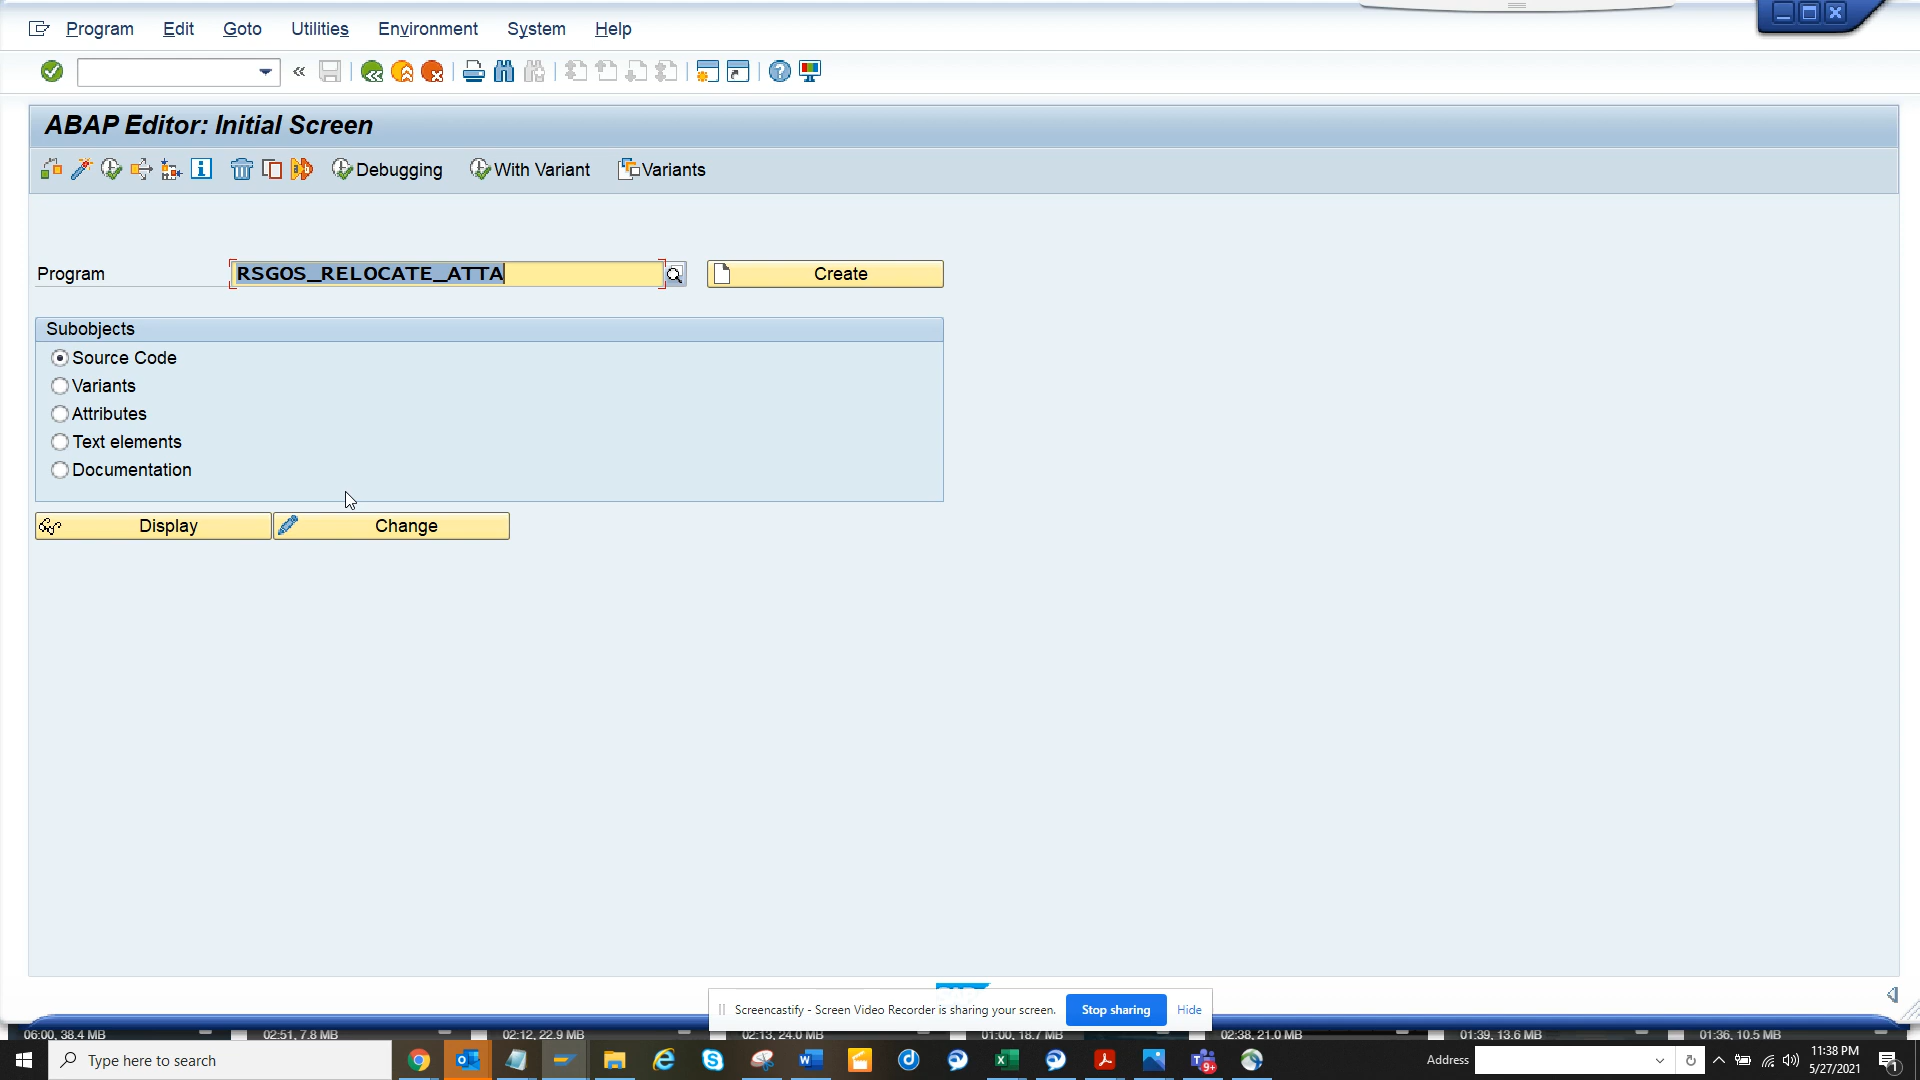 Program Edit Goto Utilities Environment System Help
ABAP Editor: Initial Screen
Debugging With Variant Variants
Program RSGOS_RELOCATE_ATTA Create
Subobjects
Source Code
Variants
Attributes
Text elements
Documentation
Display Change
Screencastify - Screen Video Recorder is sharing your screen. Stop sharing Hide
06:00, 38.4 MB 02:51, 7.8 MB 02:12, 22.9 MB 02:13, 24.0 MB 01:00, 18.7 MB 02:38, 21.0 MB 01:39, 13.6 MB 01:36, 10.5 MB
Type here to search
Address
11:38 PM
5/27/2021
9+
1